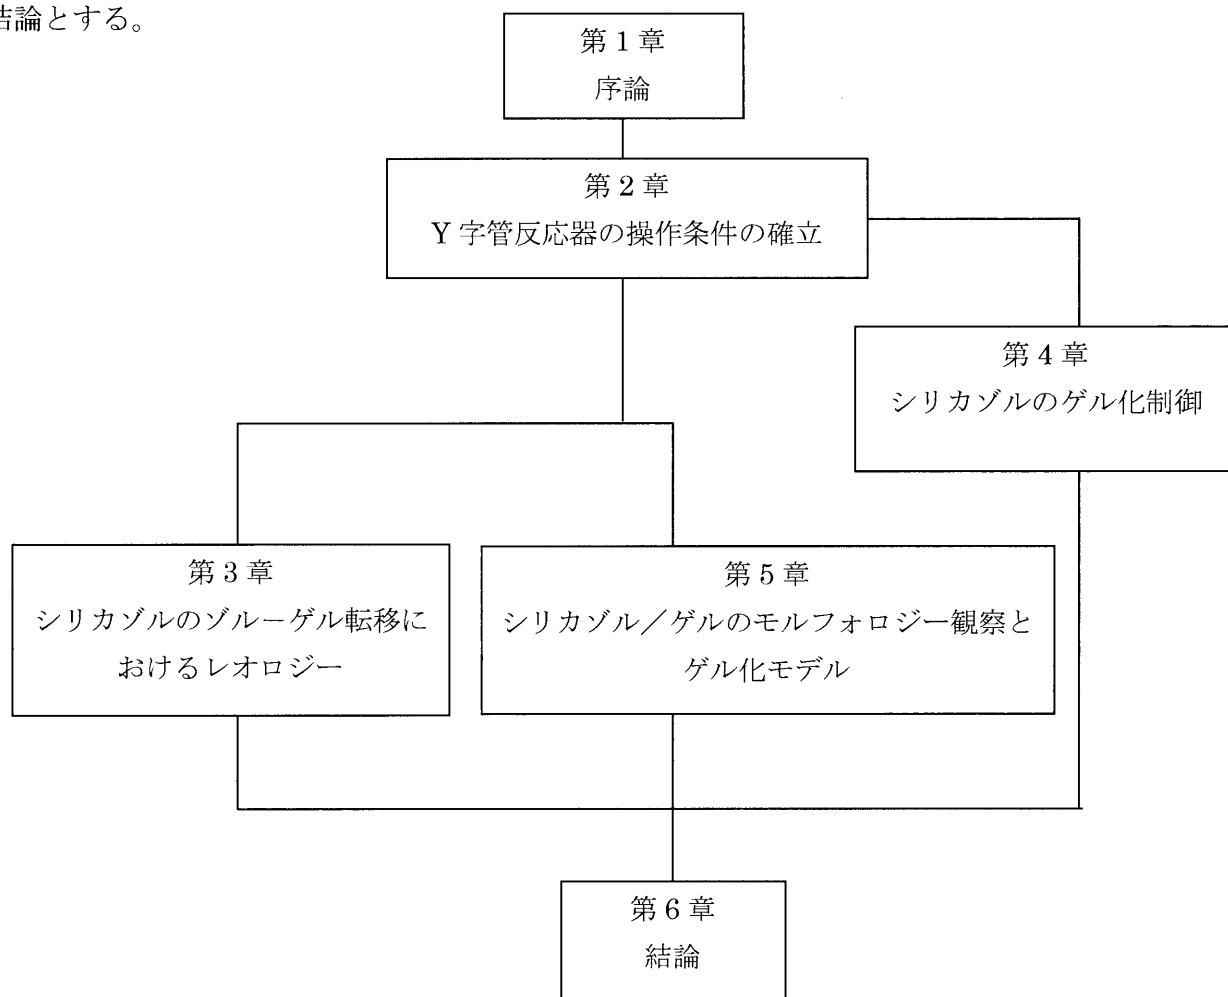 結論とする。
第1章
序論
第2章
Y字管反応器の操作条件の確立
第4章
シリカゾルのゲル化制御
第3章
シリカゾルのゾルーゲル転移に
おけるレオロジー
第5章
シリカゾル／ゲルのモルフォロジー観察と
ゲル化モデル
第6章
結論